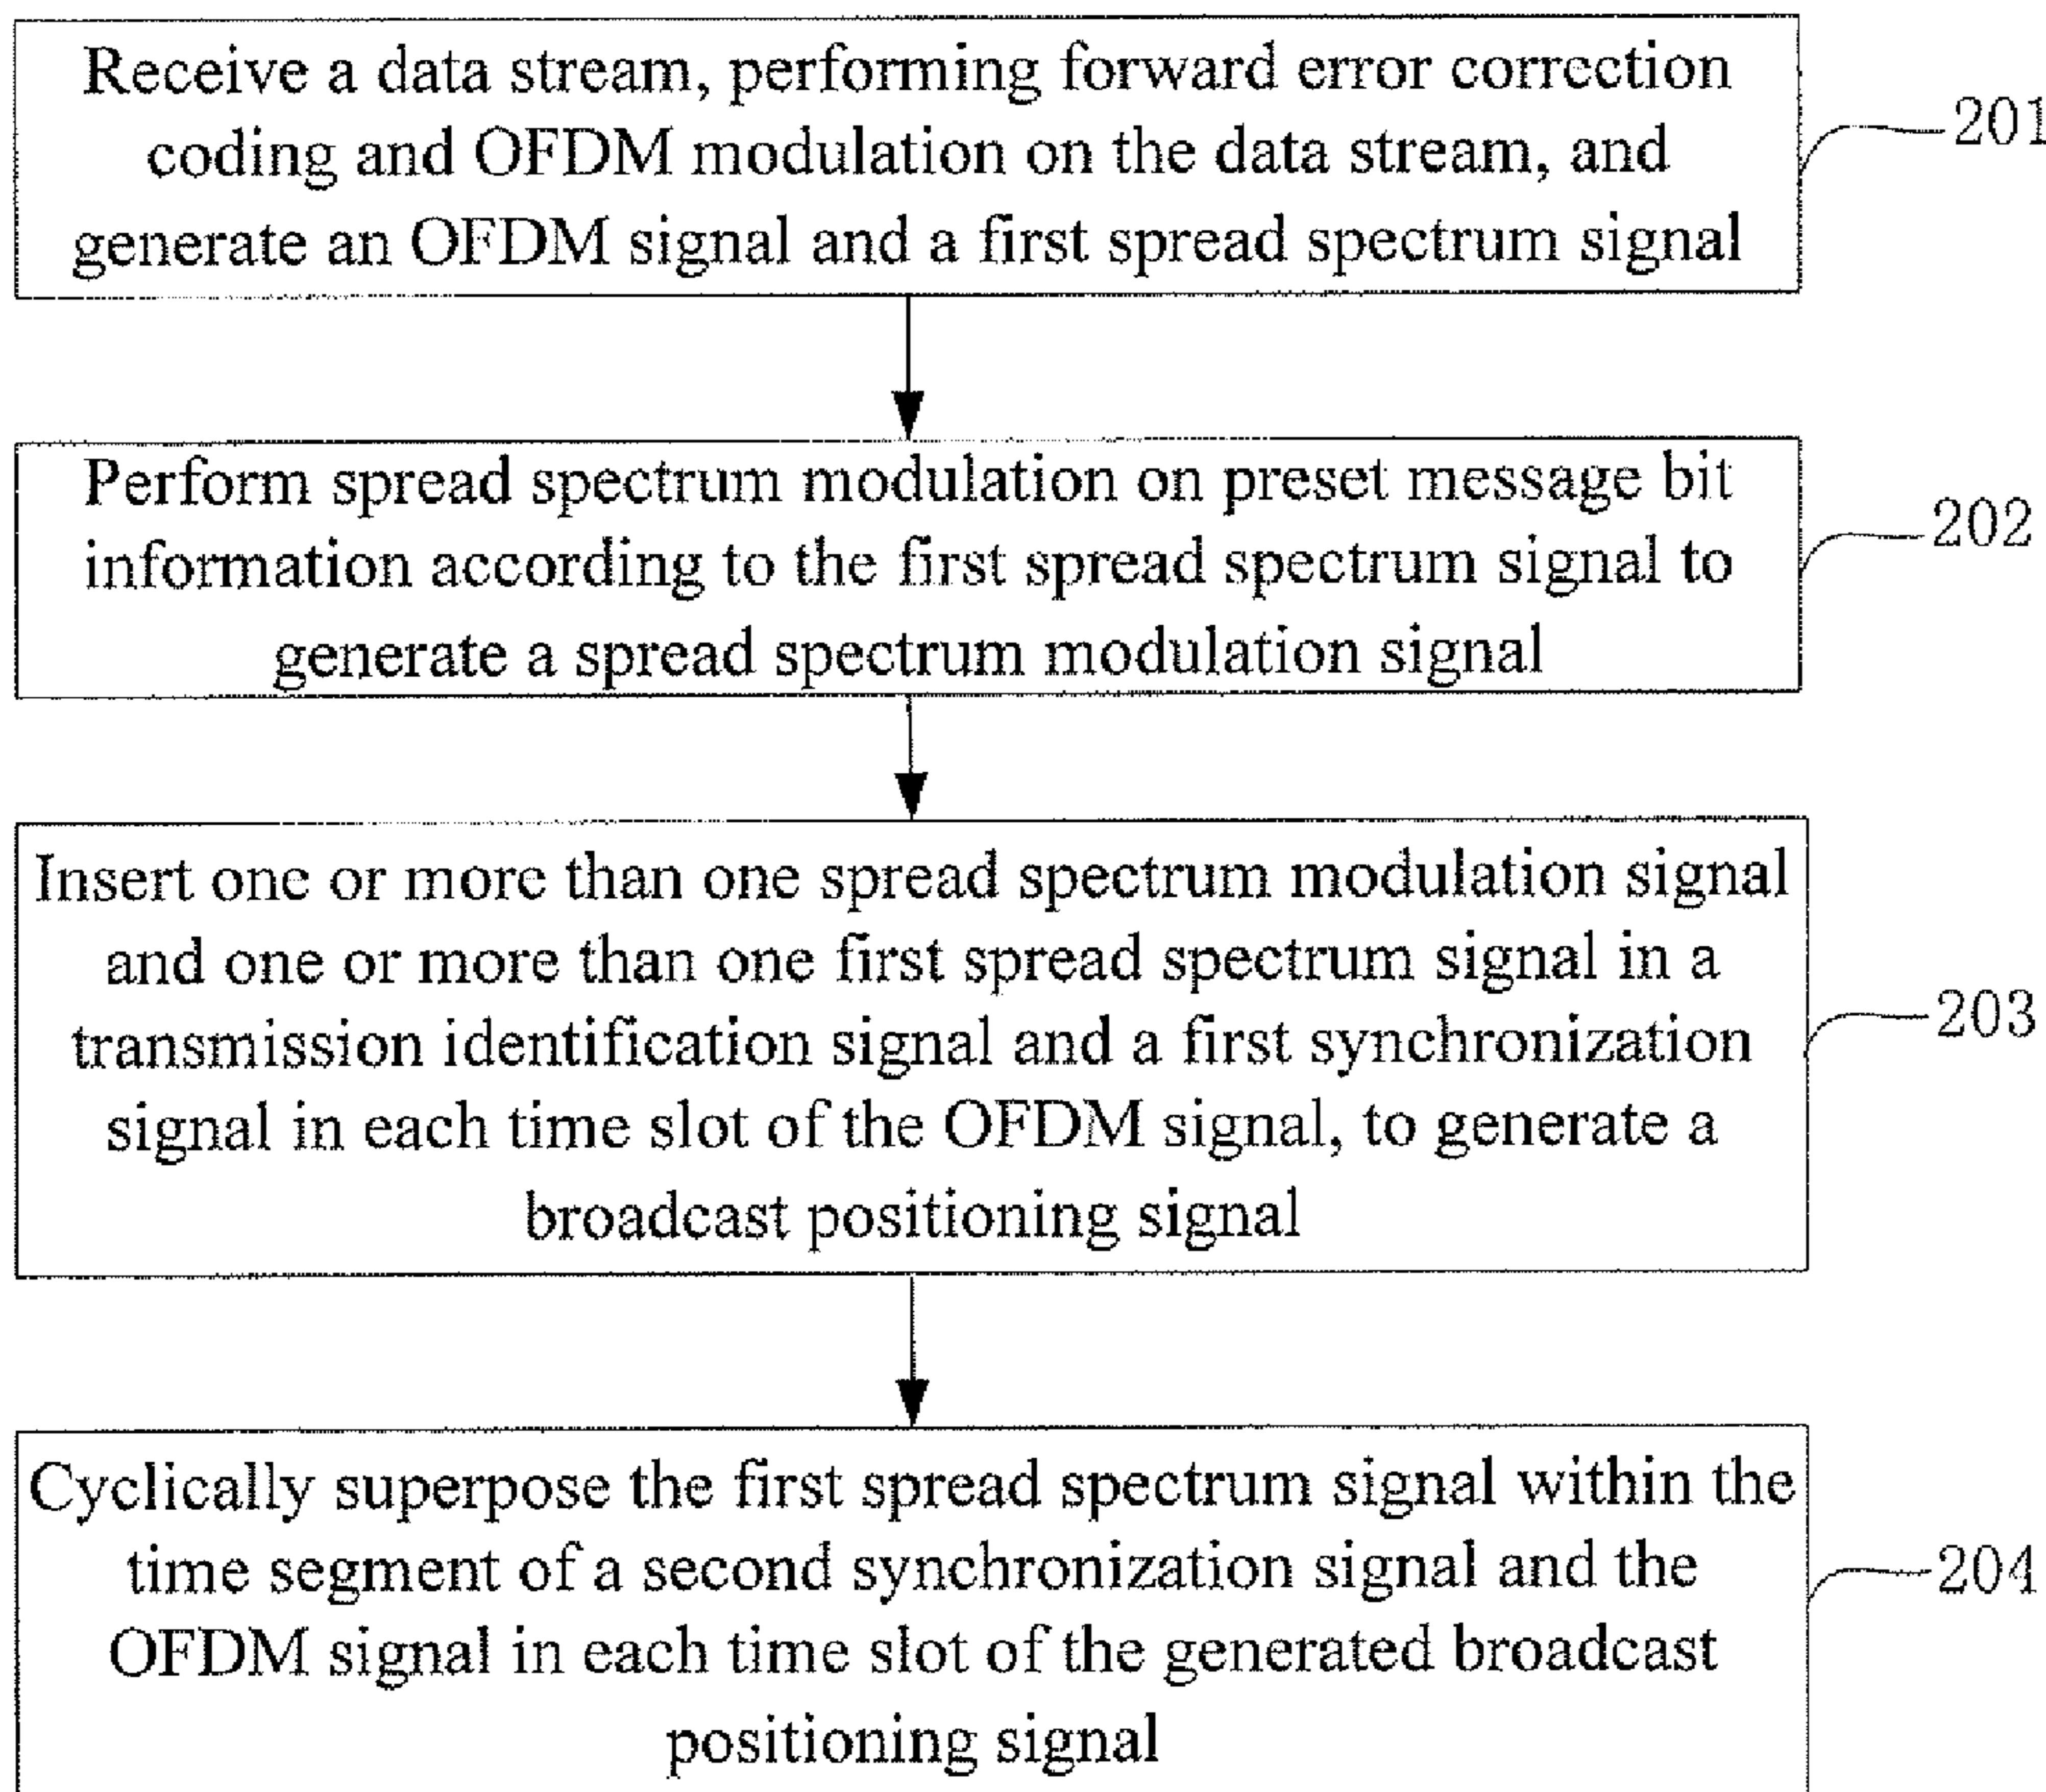 Receive a data stream, performing forward error correction
coding and OFDM modulation on the data stream, and
generate an OFDM signal and a first spread spectrum signal
201
Perform spread spectrum modulation on preset message bit
information according to the first spread spectrum signal to
generate a spread spectrum modulation signal
202
Insert one or more than one spread spectrum modulation signal
and one or more than one first spread spectrum signal in a
transmission identification signal and a first synchronization
signal in each time slot of the OFDM signal, to generate a
broadcast positioning signal
203
Cyclically superpose the first spread spectrum signal within the
time segment of a second synchronization signal and the
OFDM signal in each time slot of the generated broadcast
positioning signal
204